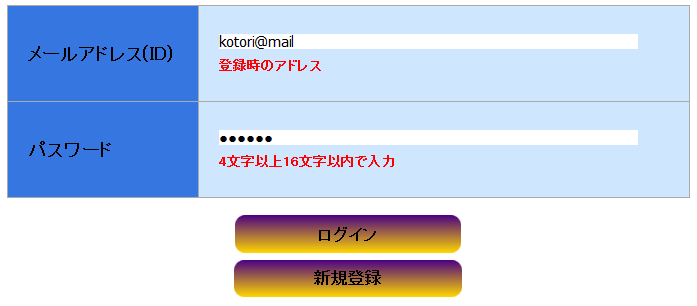 メールアドレス(ID)
kotori@mail
登録時のアドレス
パスワード
●●●●●●
4文字以上16文字以内で入力
ログイン
新規登録